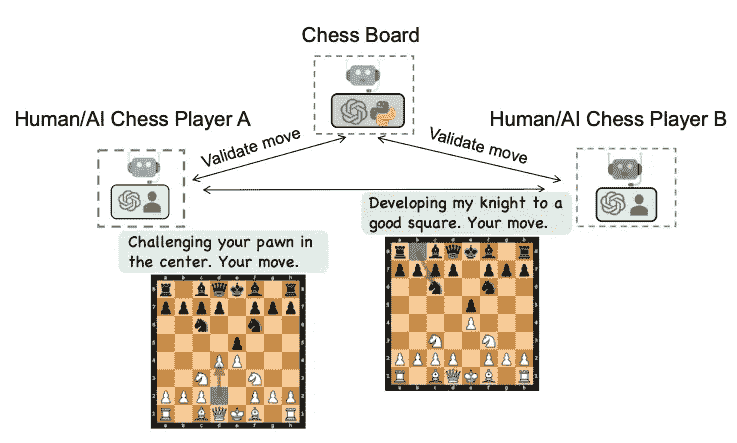 Chess Board
Human/AI Chess Player A
Human/AI Chess Player B
Validate move
Validate move
Developing my knight to a
good square. Your move.
Challenging your pawn in
the center. Your move.